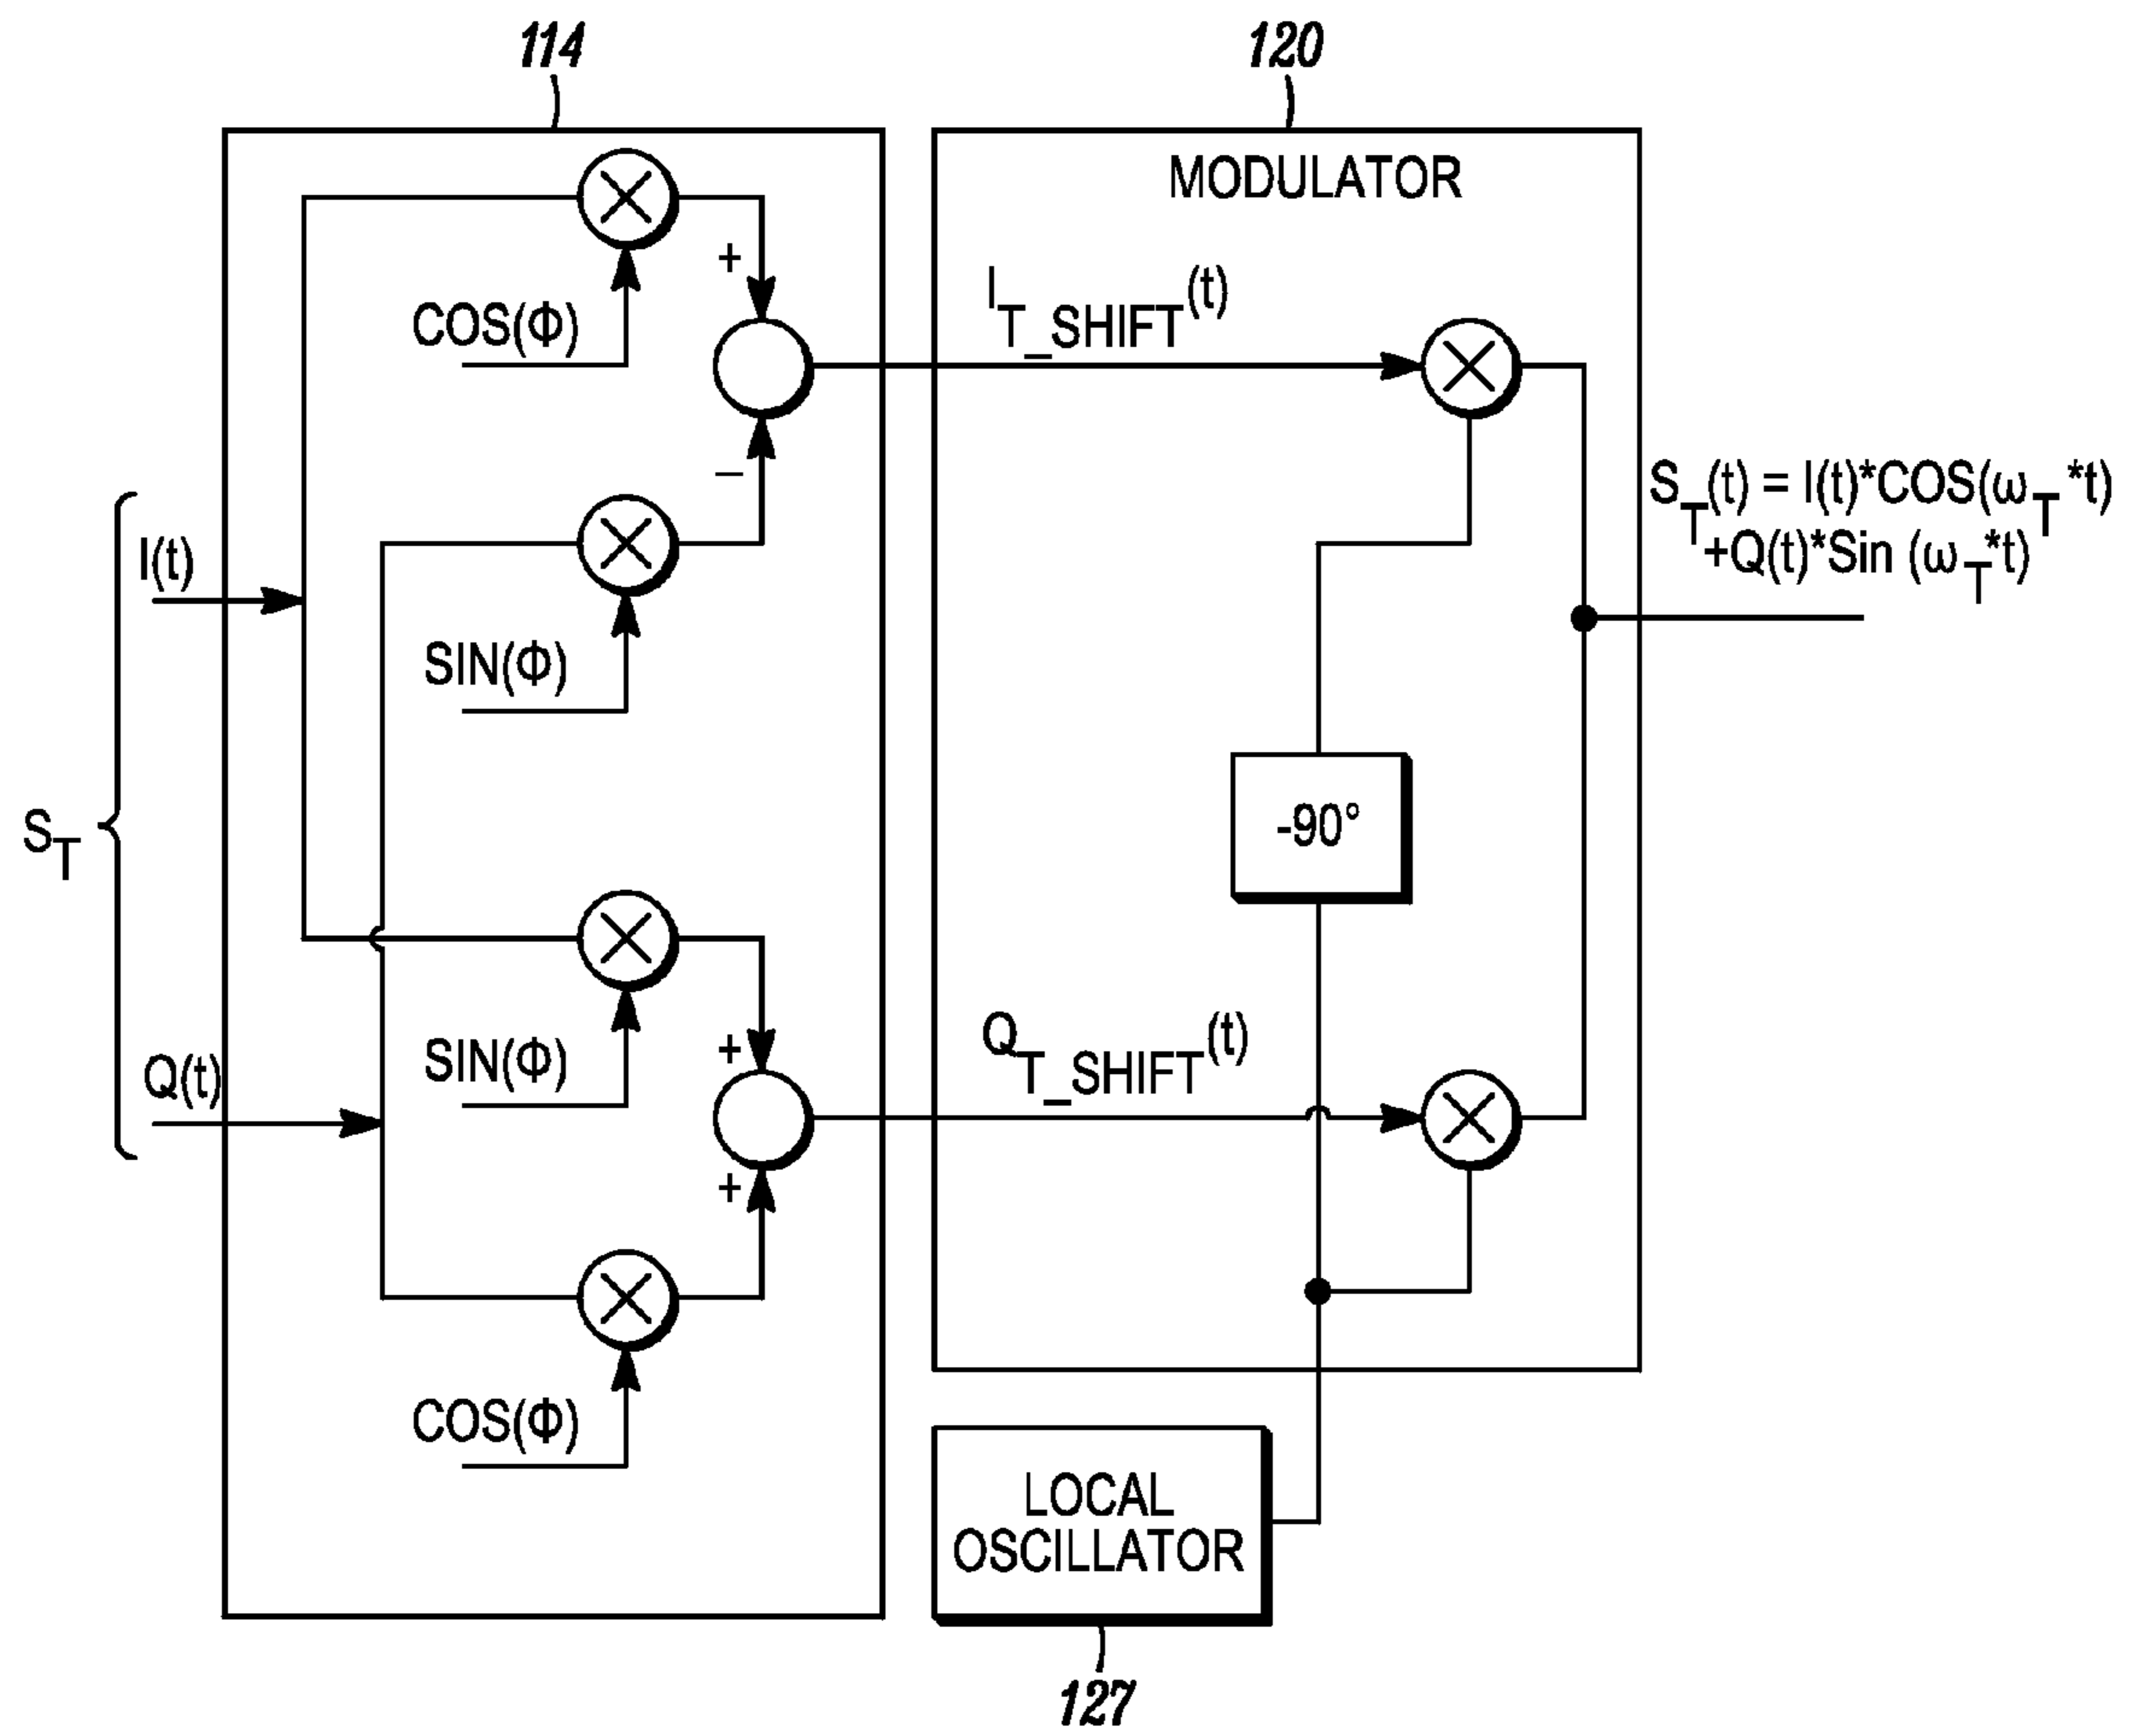 114
120
MODULATOR
+
COS(Φ)
I_T_SHIFT(t)
−
S_T(t) = I(t)*COS(ω_T*t)
+Q(t)*Sin (ω_T*t)
I(t)
SIN(Φ)
S_T
-90°
Q(t)
SIN(Φ)
+
Q_T_SHIFT(t)
+
COS(Φ)
LOCAL
OSCILLATOR
127